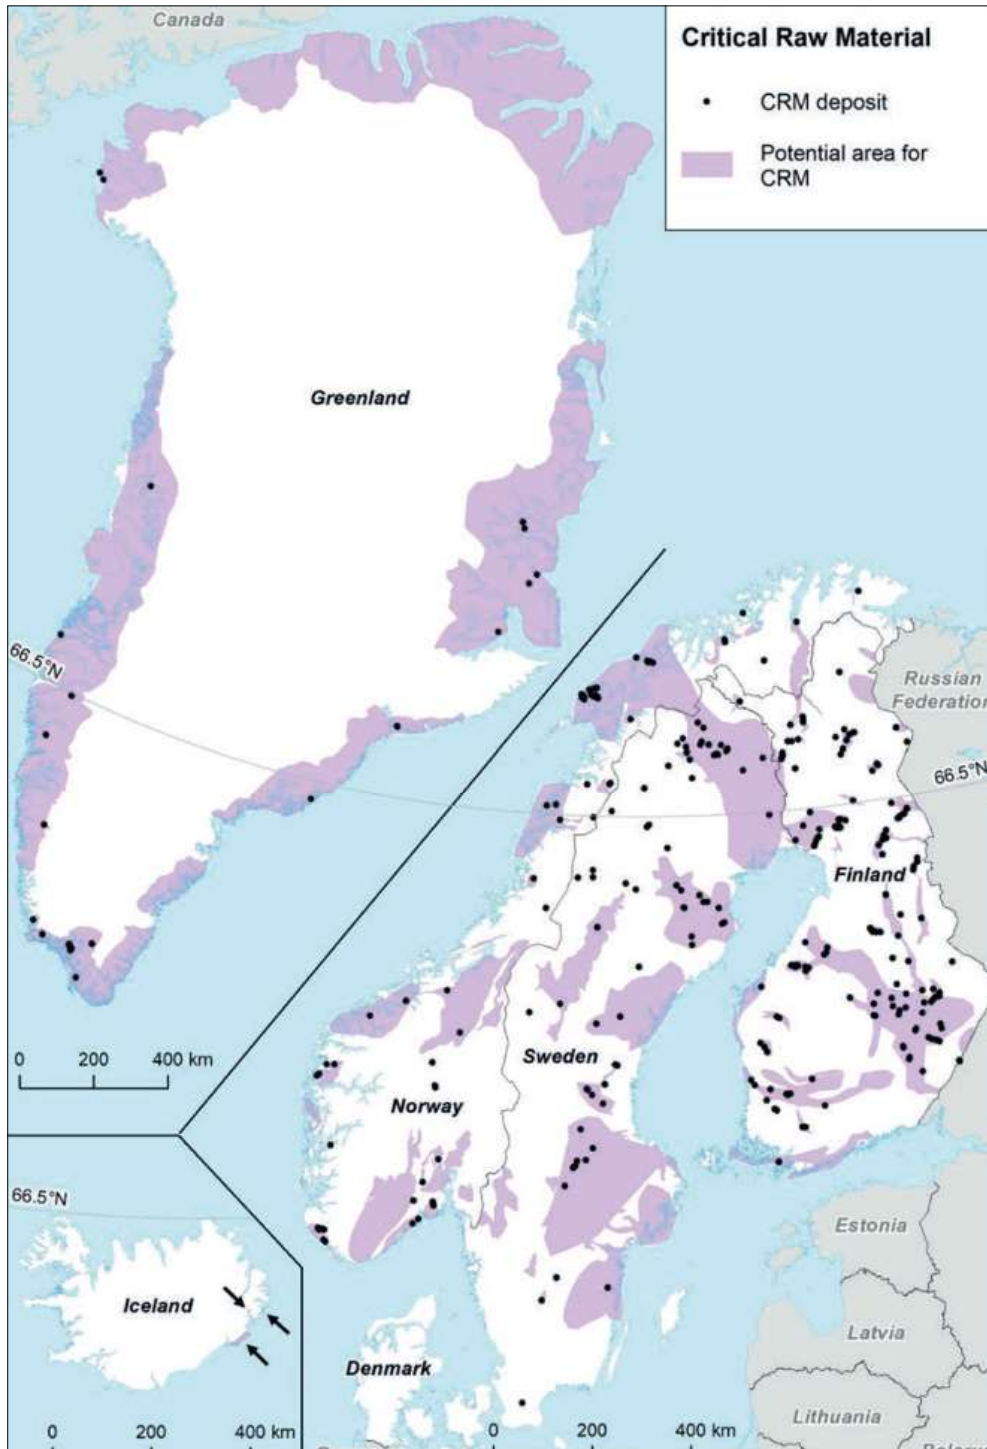 Canada
Critical Raw Material
CRM deposit
Potential area for
CRM
Greenland
66.5°N
Russian
Federation
66.5°N
Finland
0 200 400 km
Sweden
Norway
66.5°N
Estonia
Iceland
Latvia
Denmark
Lithuania
0 200 400 km
0 200 400 km